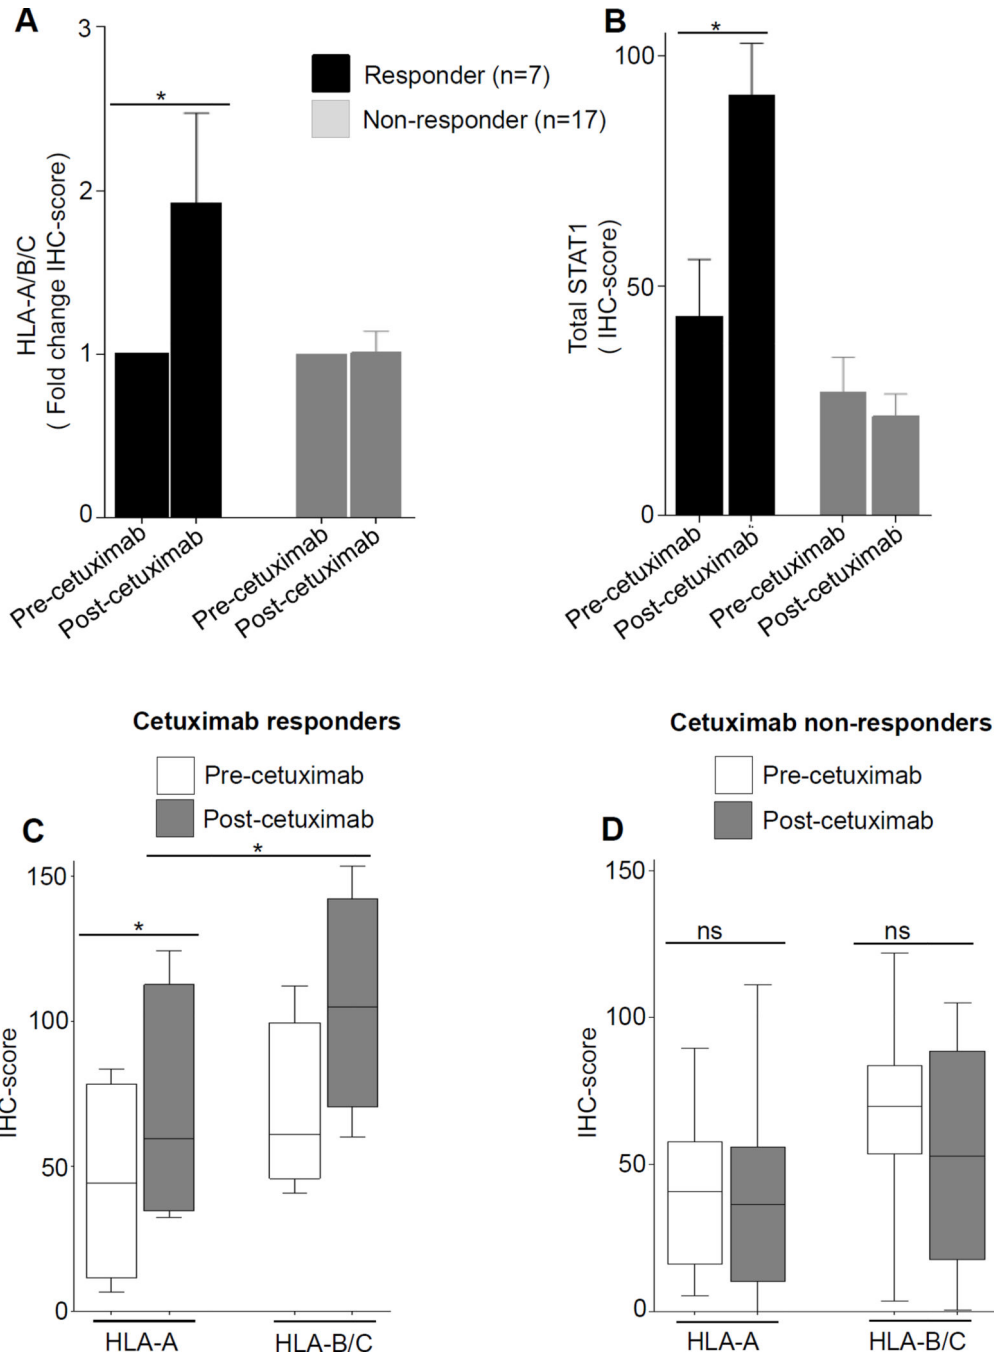 A
3
2
1
0
HLA-A/B/C
( Fold change IHC-score)
*
Responder (n=7)
Non-responder (n=17)
Pre-cetuximab
Post-cetuximab
Pre-cetuximab
Post-cetuximab
B
100
50
0
Total STAT1
( IHC-score)
*
Pre-cetuximab
Post-cetuximab
Pre-cetuximab
Post-cetuximab
Cetuximab responders
Pre-cetuximab
Post-cetuximab
C
150
100
50
0
IHC-score
*
*
HLA-A
HLA-B/C
Cetuximab non-responders
Pre-cetuximab
Post-cetuximab
D
150
100
50
0
IHC-score
ns
ns
HLA-A
HLA-B/C